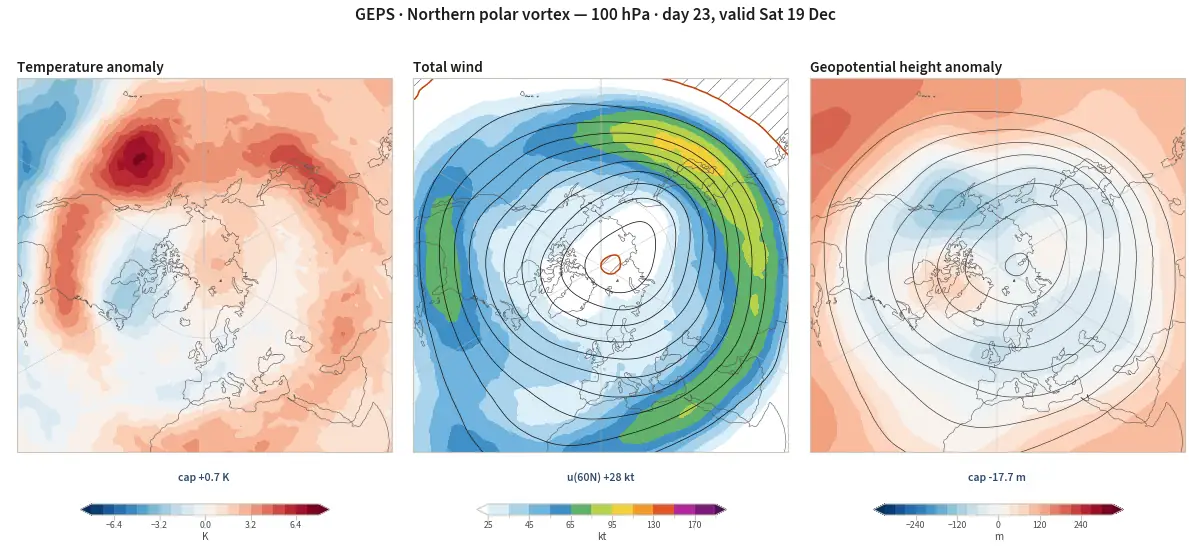 GEPS · Northern polar vortex — 100 hPa · day 23, valid Sat 19 Dec
Temperature anomaly
Total wind
Geopotential height anomaly
cap +0.7 K
u(60N) +28 kt
cap -17.7 m
−6.4 −3.2 0.0 3.2 6.4
K
25 45 65 95 130 170
kt
−240 −120 0 120 240
m